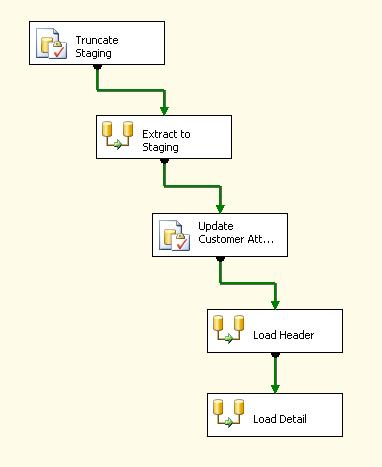 Truncate
Staging
Extract to
Staging
Update
Customer Att...
Load Header
Load Detail